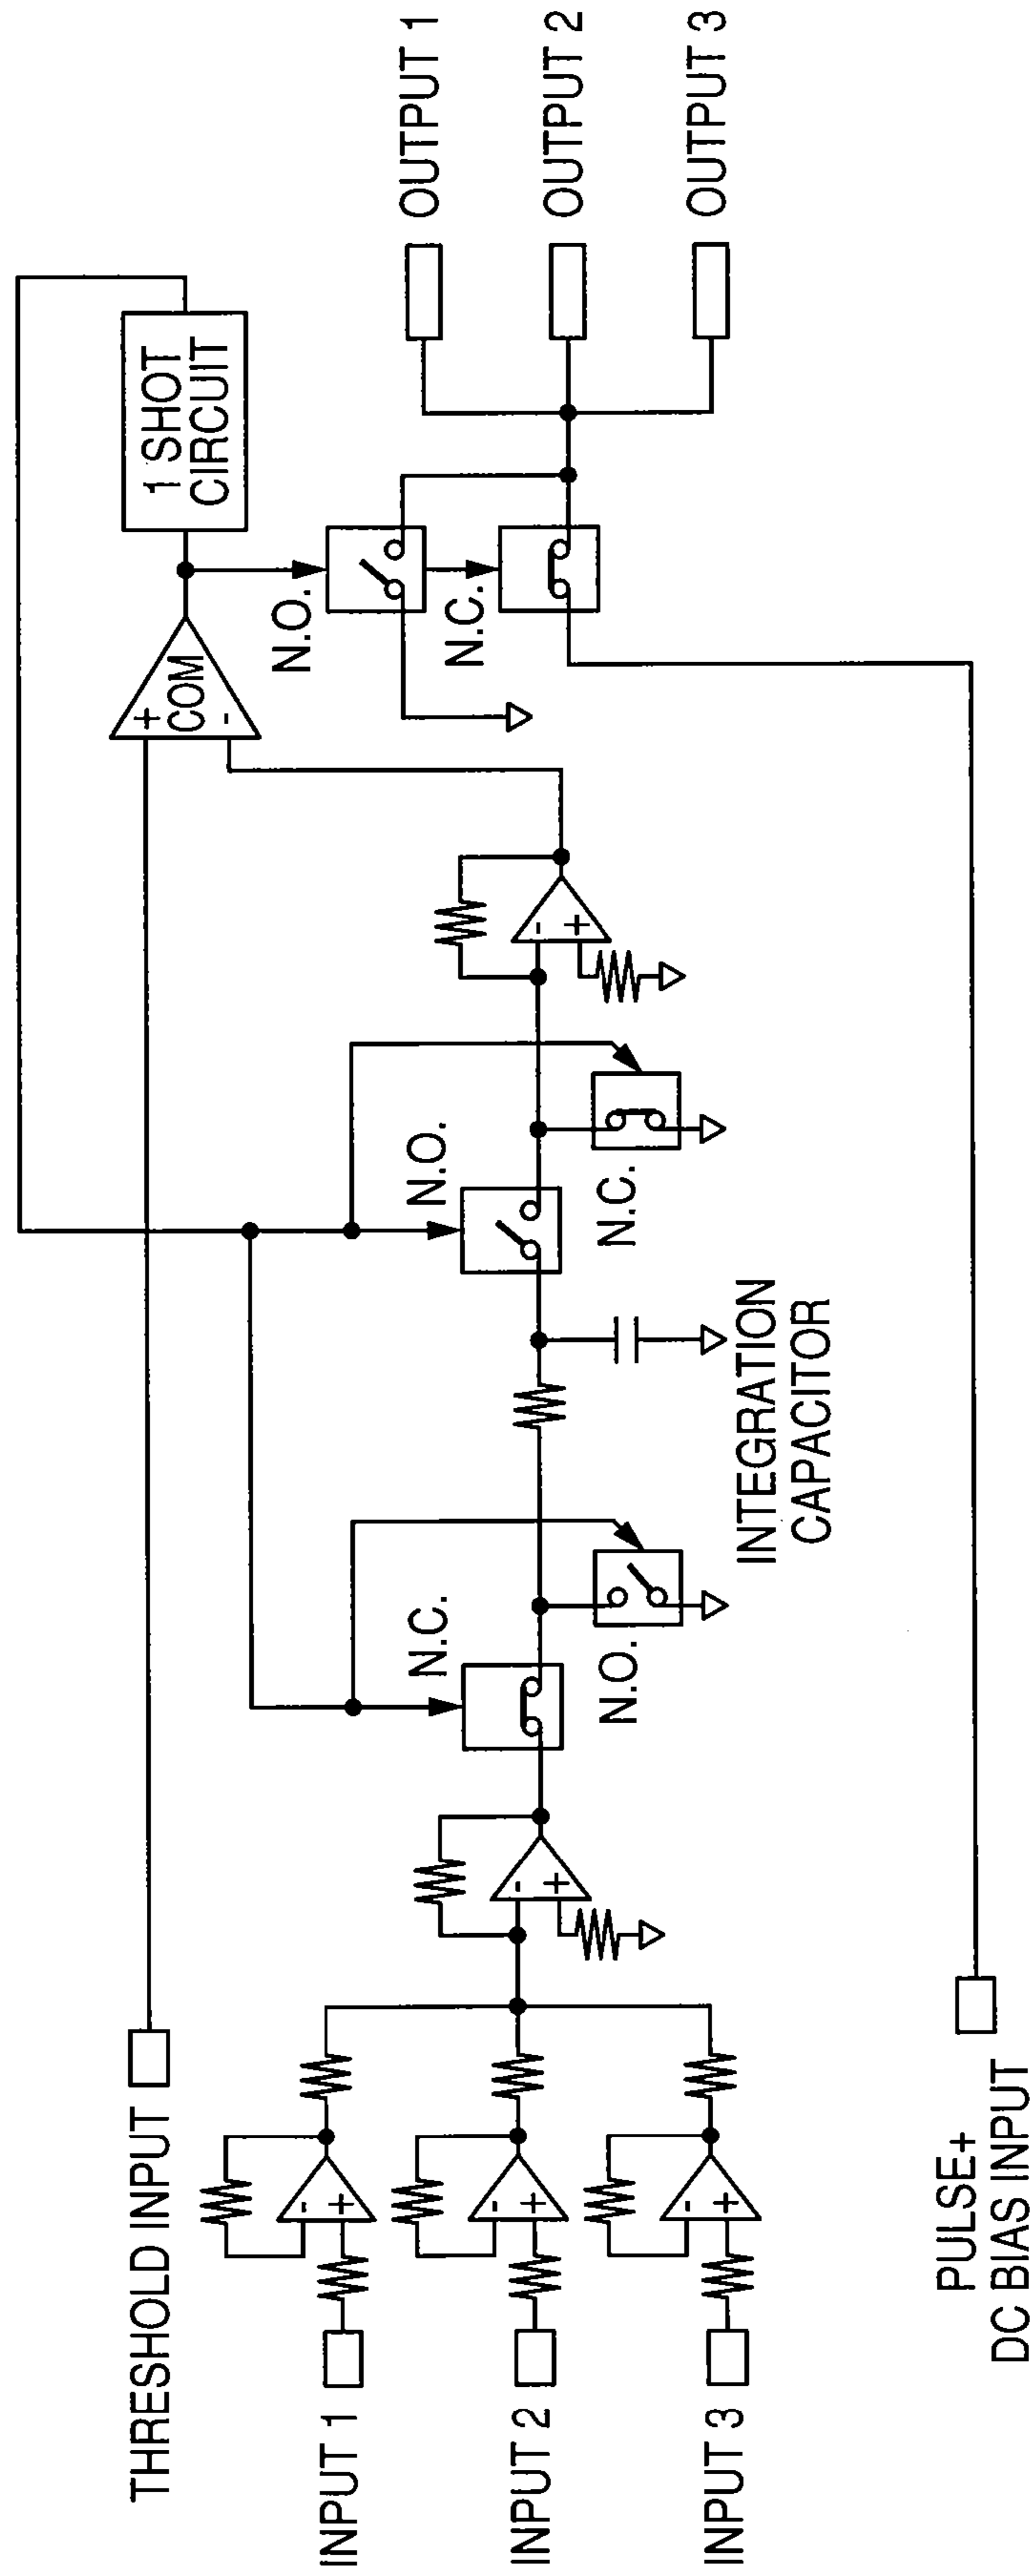 THRESHOLD INPUT
INPUT 1
INPUT 2
INPUT 3
PULSE+
DC BIAS INPUT
-
+
-
+
-
+
-
+
N.C.
N.O.
INTEGRATION
CAPACITOR
N.O.
N.C.
-
+
+
COM
-
1 SHOT
CIRCUIT
N.O.
N.C.
OUTPUT 1
OUTPUT 2
OUTPUT 3